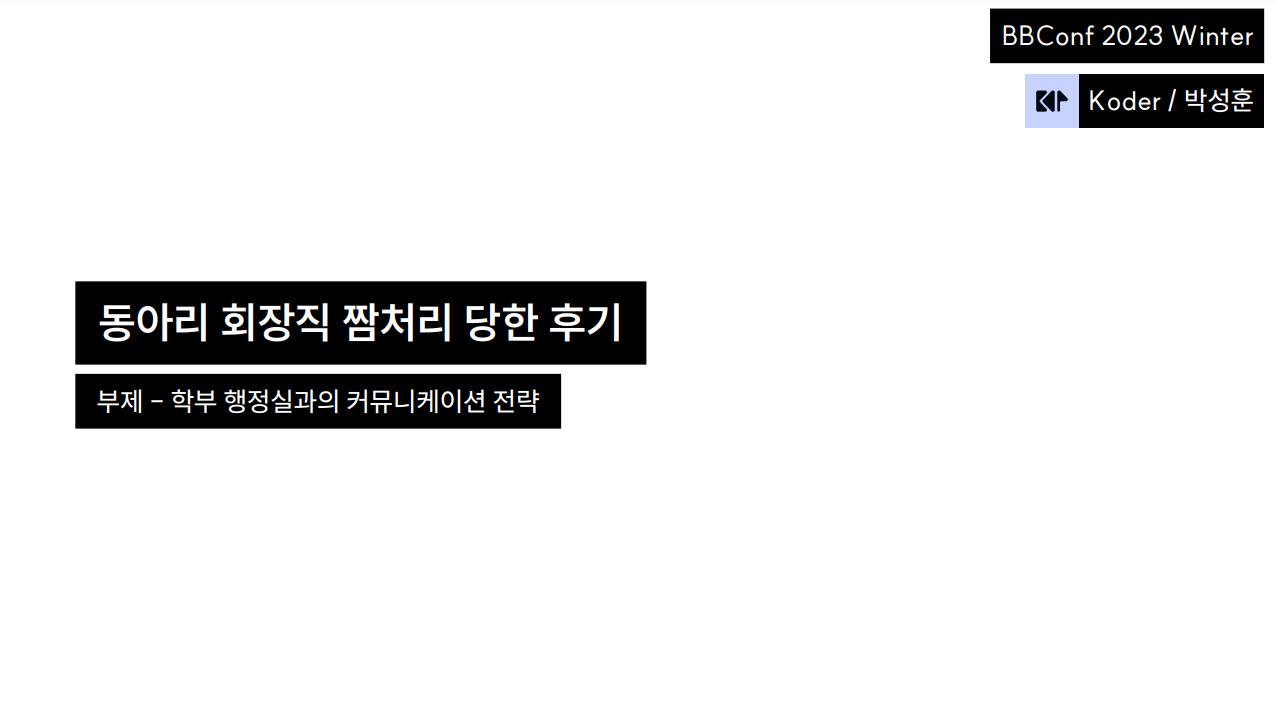 BBConf 2023 Winter
Koder / 박성훈
동아리 회장직 짬처리 당한 후기
부제 - 학부 행정실과의 커뮤니케이션 전략